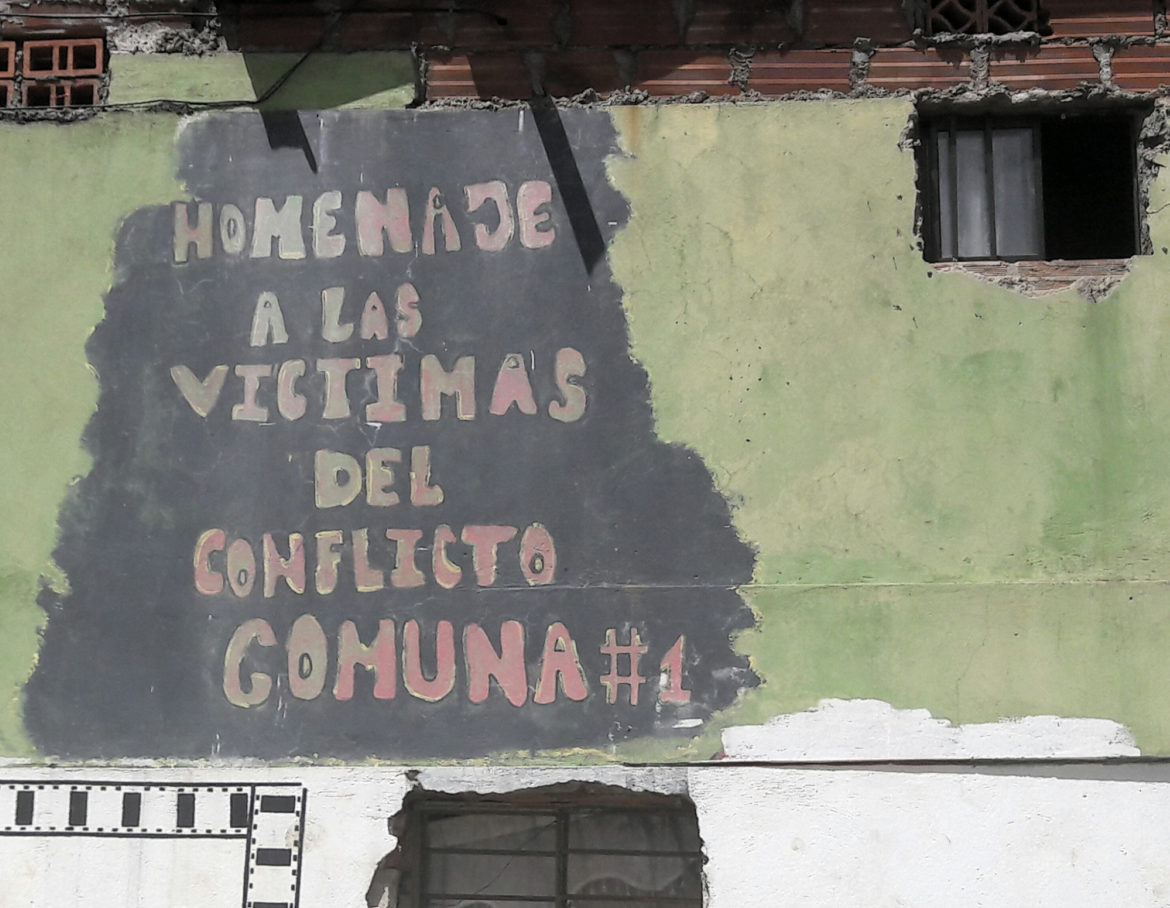 HOMENAJE
A LAS
VICTIMAS
DEL
CONFLICTO
COMUNA #1